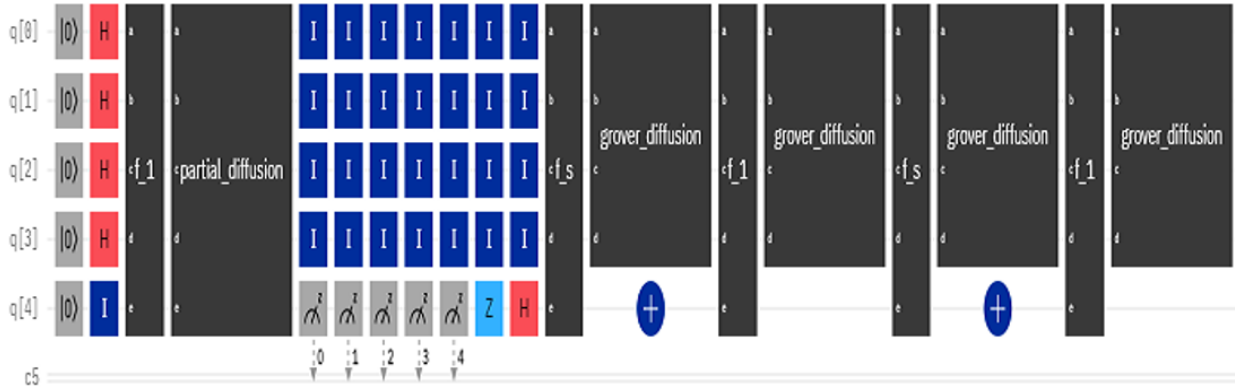 q[0] |0⟩ H a a I I I I I I I a a a a a a a a
q[1] |0⟩ H b b I I I I I I I b b b b b b b b
grover_diffusion grover_diffusion grover_diffusion grover_diffusion
q[2] |0⟩ H c f_1 c partial_diffusion I I I I I I I c f_s c c f_1 c c f_s c c f_1 c
q[3] |0⟩ H d d I I I I I I I d d d d d d d d
q[4] |0⟩ I e e z z z z z Z H e + e e + e
0 1 2 3 4
c5